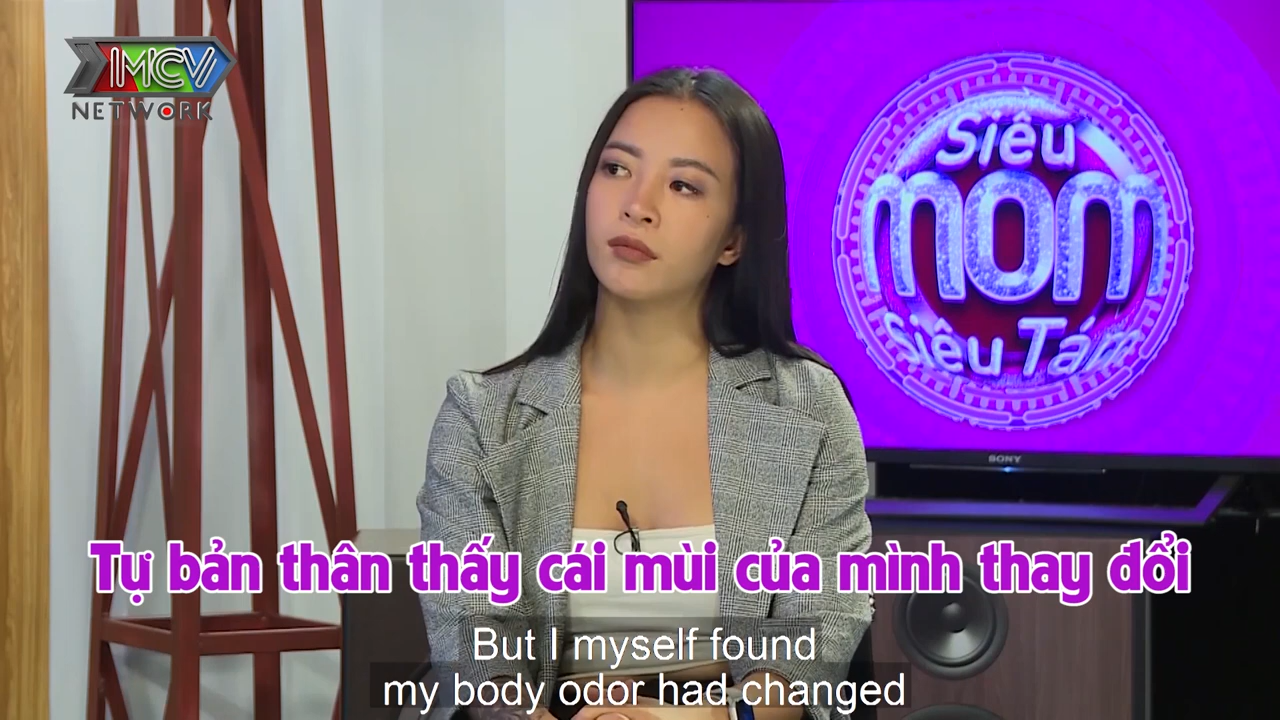 MCV
NETWORK
Siêu
mom
siêu Tám
SONY
Tự bản thân thấy cái mùi của mình thay đổi
But I myself found
my body odor had changed